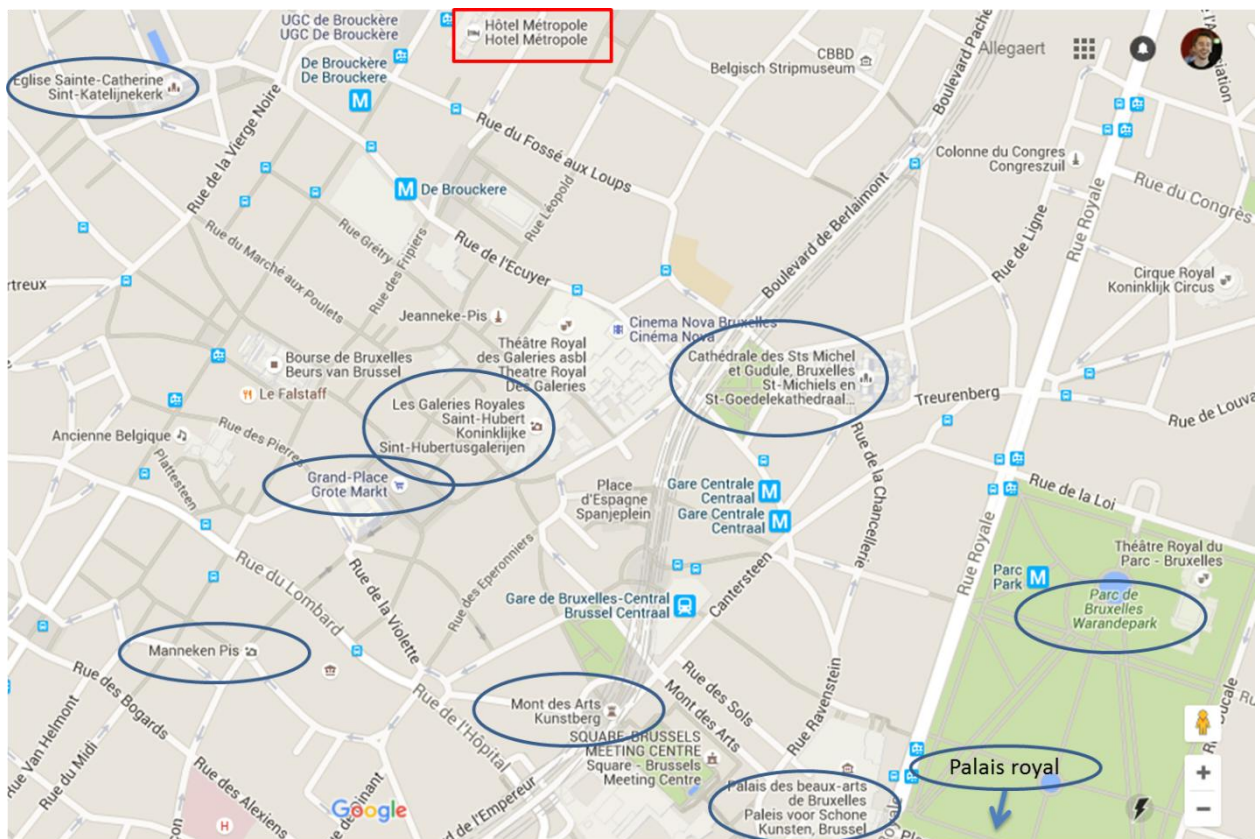 UGC de Brouckère
UGC De Brouckère
Hôtel Métropole
Hotel Métropole
De Brouckère
De Brouckere
CBBD
Belgisch Stripmuseum
Allegaert
Boulevard Pache
Eglise Sainte-Catherine
Sint-Katelijnekerk
Rue de la Vierge Noire
Rue du Fossé aux Loups
Colonne du Congres
Congreszuil
Rue du Congrès
De Brouckere
Rue Léopold
Boulevard de Berlaimont
Rue de Ligne
Rue Royale
Rue Grétry
Rue des Fripiers
Rue de l'Ecuyer
Rue du Marché aux Poulets
rtreux
Cirque Royal
Koninklijk Circus
Jeanneke-Pis
Cinema Nova Bruxelles
Cinéma Nova
Théâtre Royal
des Galeries asbl
Theatre Royal
Des Galeries
Bourse de Bruxelles
Beurs van Brussel
Le Falstaff
Cathédrale des Sts Michel
et Gudule, Bruxelles
St-Michiels en
St-Goedelekathedraal...
Treurenberg
Rue de Louva
Les Galeries Royales
Saint-Hubert
Koninklijke
Sint-Hubertusgalerijen
Ancienne Belgique
Rue des Pierres
Plattesteen
Grand-Place
Grote Markt
Place
d'Espagne
Spanjeplein
Gare Centrale
Centraal
Gare Centrale
Centraal
Rue de la Chancellerie
Rue de la Loi
Rue Royale
Théâtre Royal du
Parc - Bruxelles
Parc
Park
Parc de
Bruxelles
Warandepark
Rue du Lombard
Rue de la Violette
Rue des Eperonniers
Gare de Bruxelles-Central
Brussel Centraal
Cantersteen
Manneken Pis
Rue des Bogards
Rue Van Helmont
Rue du Midi
Rue de l'Hôpital
Mont des Arts
Kunstberg
Mont des Arts
Rue des Sols
Rue Ravenstein
Ducale
SQUARE-BRUSSELS
MEETING CENTRE
Square - Brussels
Meeting Centre
Palais royal
Palais des beaux-arts
de Bruxelles
Paleis voor Schone
Kunsten, Brussel
Rue des Alexiens
Google
d de l'Empereur